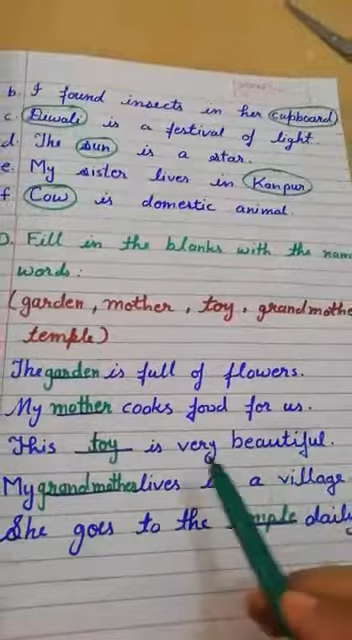 b. I found insects in her cupboard
c. Diwali is a festival of light.
d. The sun is a star.
e. My sister lives in Kanpur
f. Cow is domestic animal.
D. Fill in the blanks with the
words:
(garden, mother, toy,
temple)
The garden is full of flowers.
My mother cooks food for us.
This toy is very beautiful.
My grandmother lives a village
She goes to the daily